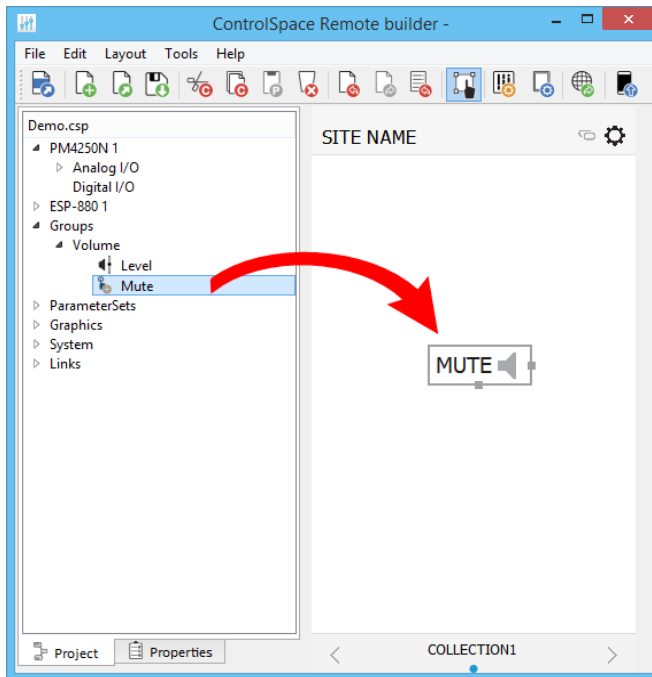 ControlSpace Remote builder -
File Edit Layout Tools Help
Demo.csp
PM4250N 1
Analog I/O
Digital I/O
ESP-880 1
Groups
Volume
Level
Mute
ParameterSets
Graphics
System
Links
Project Properties
SITE NAME
MUTE
COLLECTION1